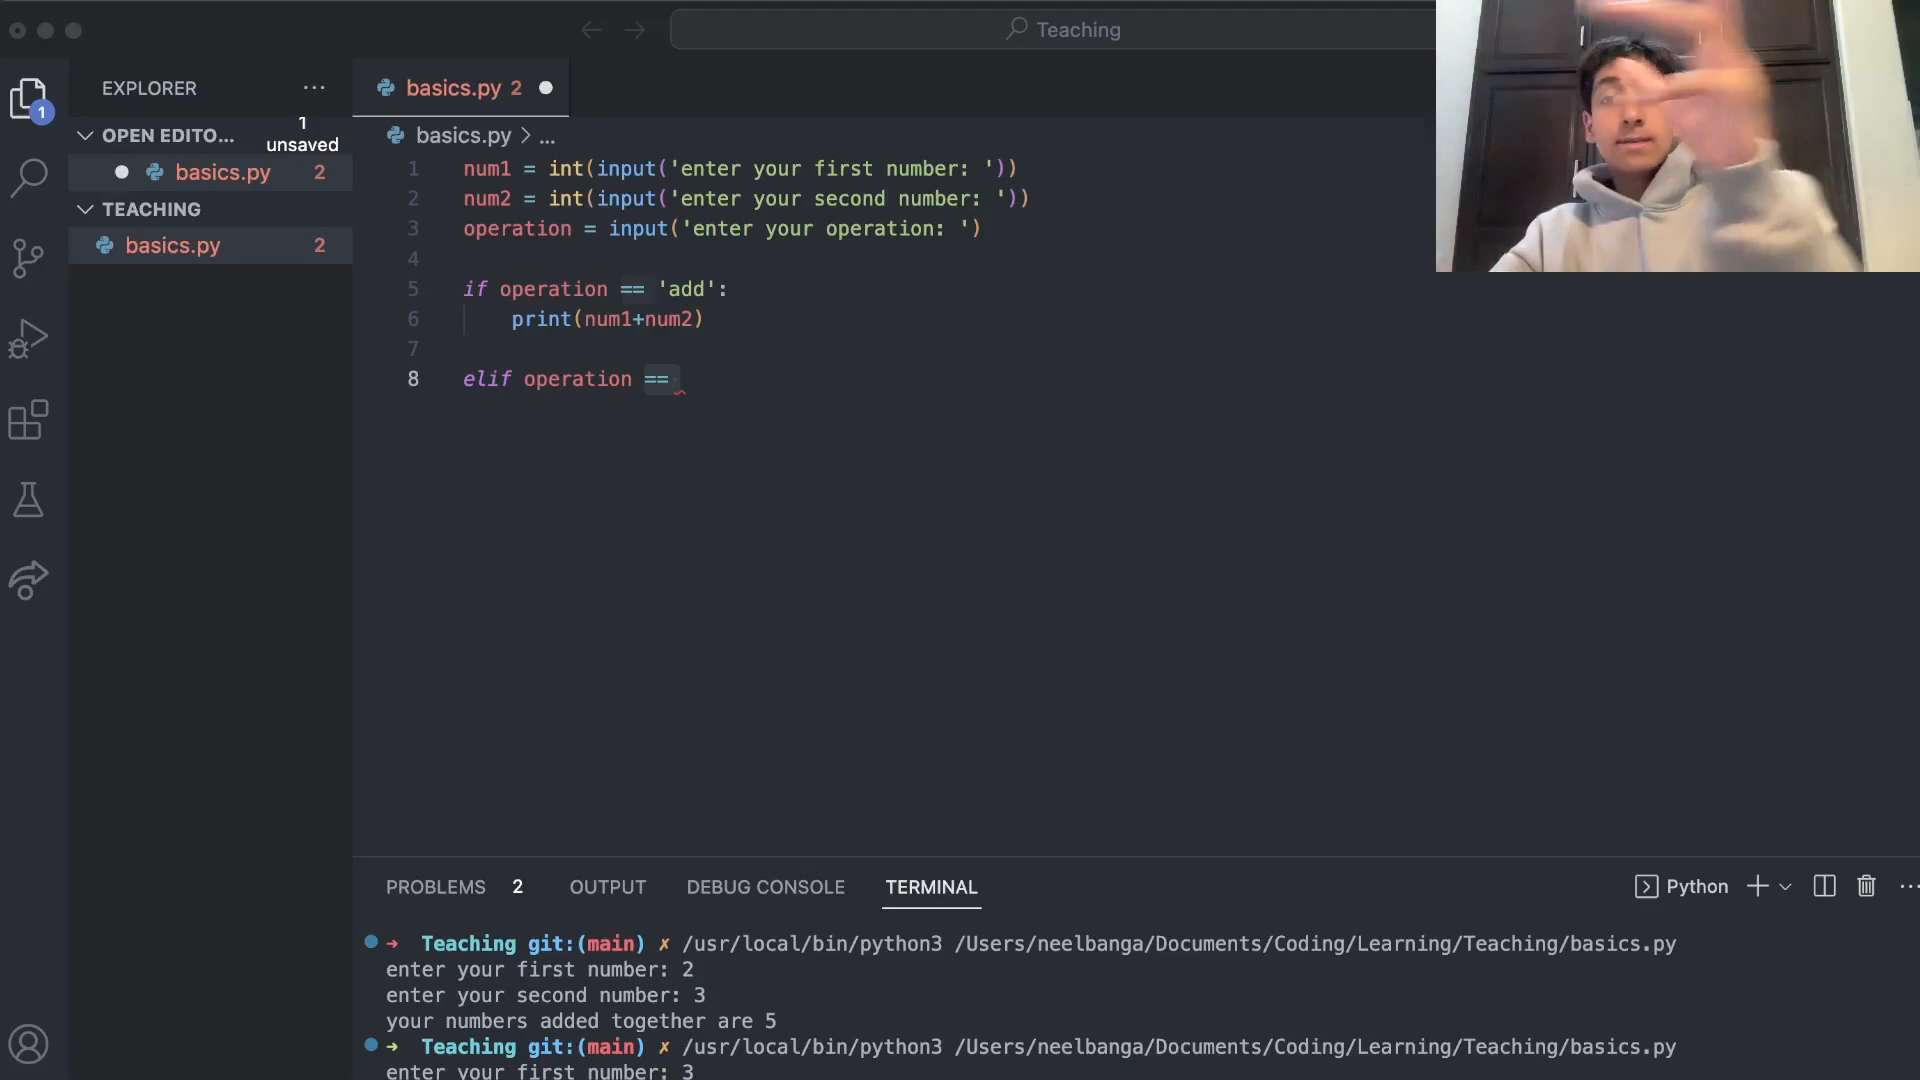 Teaching
EXPLORER
basics.py 2
1
1
OPEN EDITO...
unsaved
basics.py > ...
basics.py 2
TEACHING
basics.py 2
1 num1 = int(input('enter your first number: '))
2 num2 = int(input('enter your second number: '))
3 operation = input('enter your operation: ')
4
5 if operation == 'add':
6 print(num1+num2)
7
8 elif operation ==
PROBLEMS 2 OUTPUT DEBUG CONSOLE TERMINAL Python
➜ Teaching git:(main) ✗ /usr/local/bin/python3 /Users/neelbanga/Documents/Coding/Learning/Teaching/basics.py
enter your first number: 2
enter your second number: 3
your numbers added together are 5
➜ Teaching git:(main) ✗ /usr/local/bin/python3 /Users/neelbanga/Documents/Coding/Learning/Teaching/basics.py
enter your first number: 3